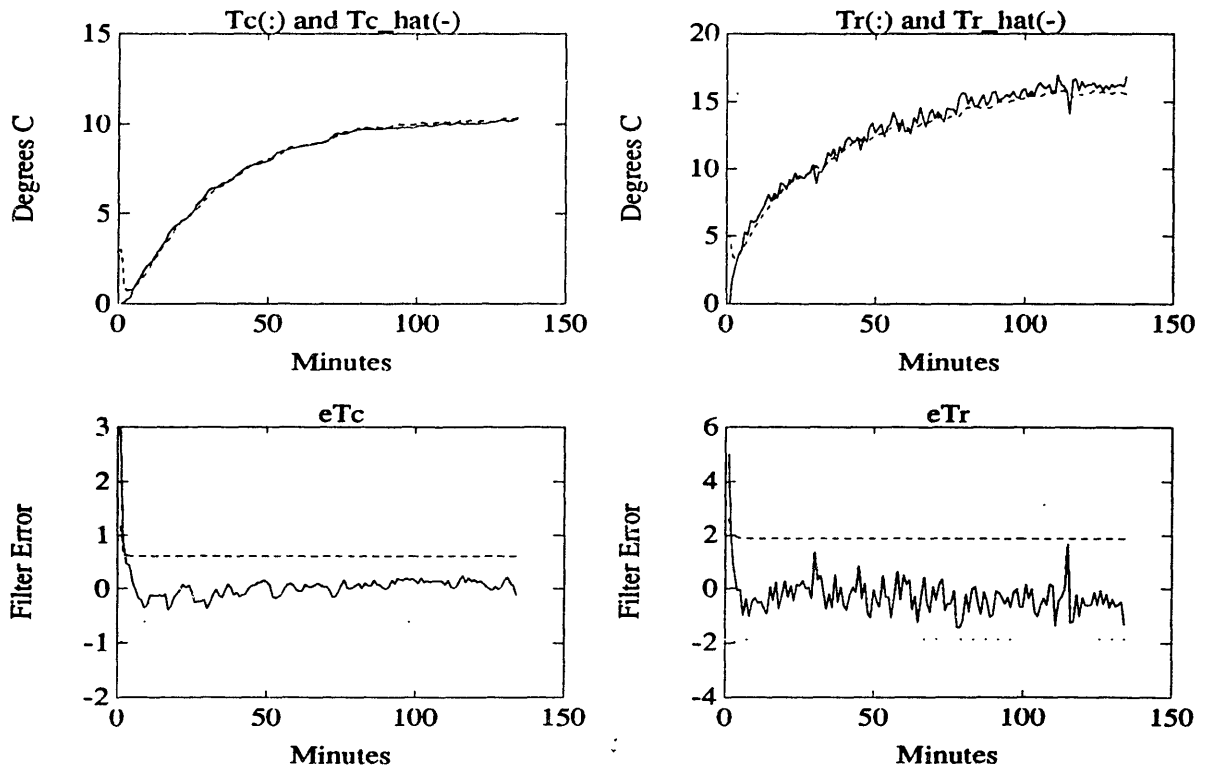 Tc(:) and Tc_hat(-)
15
10
5
0
Degrees C
0 50 100 150
Minutes
Tr(:) and Tr_hat(-)
20
15
10
5
0
Degrees C
0 50 100 150
Minutes
eTc
3
2
1
0
-1
-2
Filter Error
0 50 100 150
Minutes
eTr
6
4
2
0
-2
-4
Filter Error
0 50 100 150
Minutes